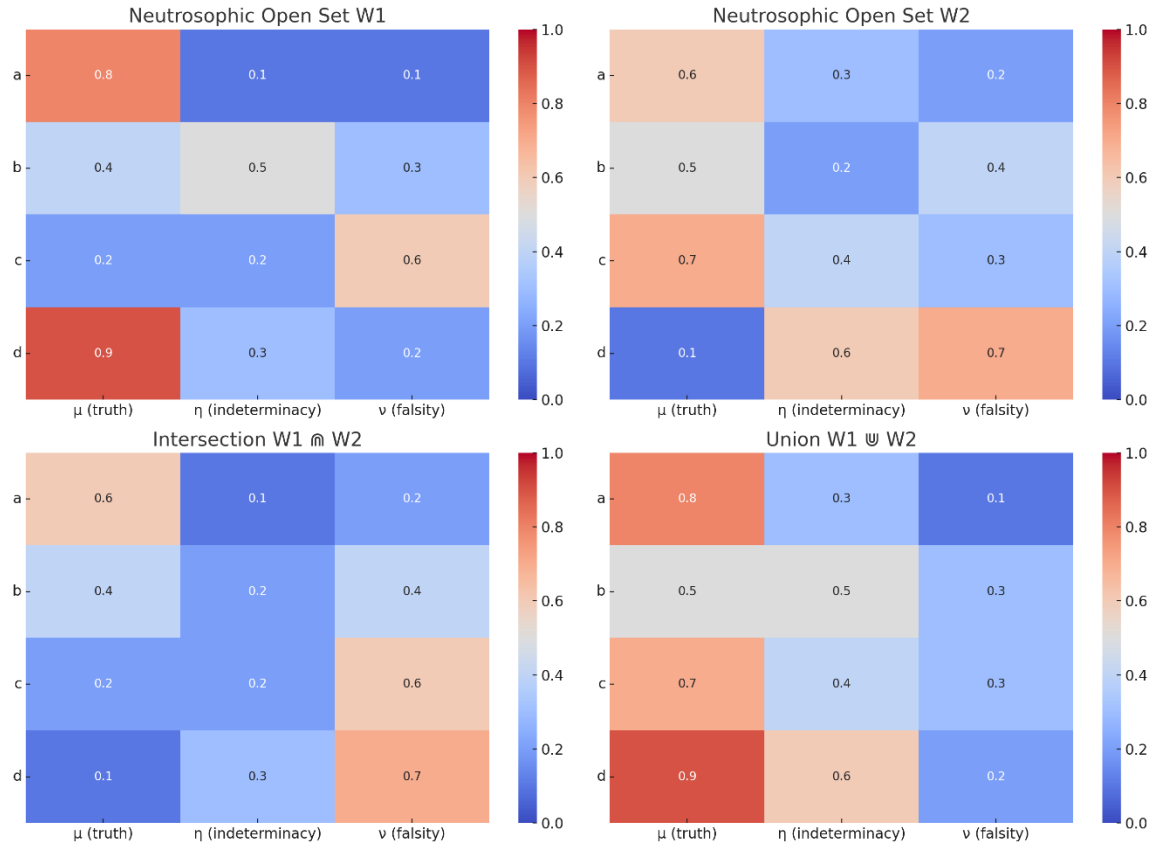 Neutrosophic Open Set W1
a 0.8 0.1 0.1
b 0.4 0.5 0.3
c 0.2 0.2 0.6
d 0.9 0.3 0.2
μ (truth) η (indeterminacy) ν (falsity)
1.0
0.8
0.6
0.4
0.2
0.0
Neutrosophic Open Set W2
a 0.6 0.3 0.2
b 0.5 0.2 0.4
c 0.7 0.4 0.3
d 0.1 0.6 0.7
μ (truth) η (indeterminacy) ν (falsity)
1.0
0.8
0.6
0.4
0.2
0.0
Intersection W1 ⋒ W2
a 0.6 0.1 0.2
b 0.4 0.2 0.4
c 0.2 0.2 0.6
d 0.1 0.3 0.7
μ (truth) η (indeterminacy) ν (falsity)
1.0
0.8
0.6
0.4
0.2
0.0
Union W1 ⋓ W2
a 0.8 0.3 0.1
b 0.5 0.5 0.3
c 0.7 0.4 0.3
d 0.9 0.6 0.2
μ (truth) η (indeterminacy) ν (falsity)
1.0
0.8
0.6
0.4
0.2
0.0